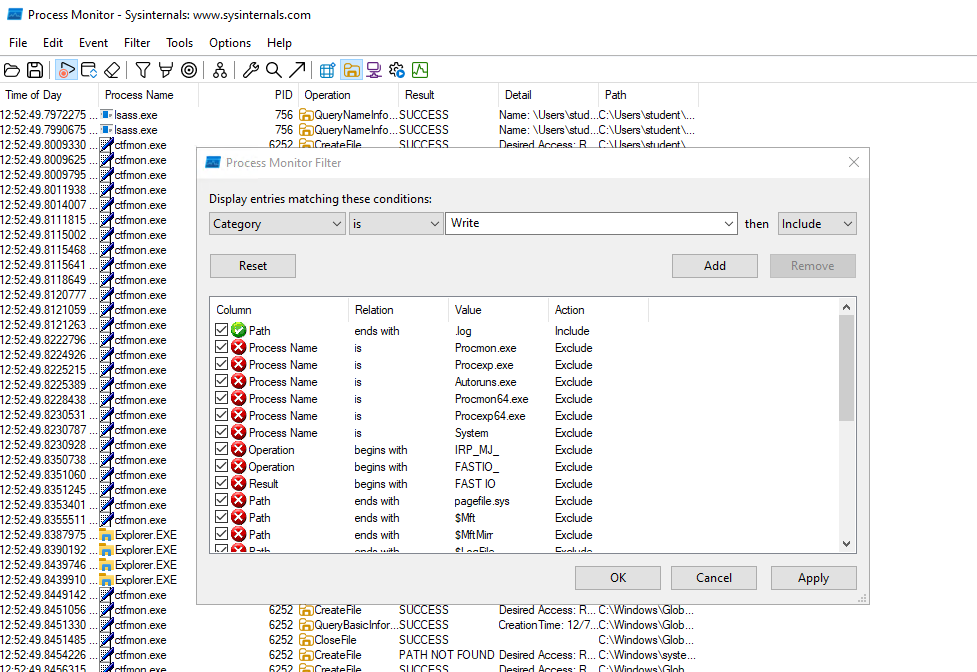 Process Monitor - Sysinternals: www.sysinternals.com
File Edit Event Filter Tools Options Help
Time of Day Process Name PID Operation Result Detail Path
12:52:49.7972275 ... lsass.exe 756 QueryNameInfo... SUCCESS Name: \Users\stud... C:\Users\student\...
12:52:49.7990675 ... lsass.exe 756 QueryNameInfo... SUCCESS Name: \Users\stud... C:\Users\student\...
12:52:49.8009330 ... ctfmon.exe 6252 CreateFile SUCCESS Desired Access: R... C:\Users\student\...
12:52:49.8009625 ... ctfmon.exe
12:52:49.8009795 ... ctfmon.exe
12:52:49.8011938 ... ctfmon.exe
12:52:49.8014007 ... ctfmon.exe
12:52:49.8111815 ... ctfmon.exe
12:52:49.8115002 ... ctfmon.exe
12:52:49.8115468 ... ctfmon.exe
12:52:49.8115641 ... ctfmon.exe
12:52:49.8118649 ... ctfmon.exe
12:52:49.8120777 ... ctfmon.exe
12:52:49.8121059 ... ctfmon.exe
12:52:49.8121263 ... ctfmon.exe
12:52:49.8222796 ... ctfmon.exe
12:52:49.8224926 ... ctfmon.exe
12:52:49.8225215 ... ctfmon.exe
12:52:49.8225389 ... ctfmon.exe
12:52:49.8228438 ... ctfmon.exe
12:52:49.8230531 ... ctfmon.exe
12:52:49.8230787 ... ctfmon.exe
12:52:49.8230928 ... ctfmon.exe
12:52:49.8350738 ... ctfmon.exe
12:52:49.8351060 ... ctfmon.exe
12:52:49.8351245 ... ctfmon.exe
12:52:49.8353401 ... ctfmon.exe
12:52:49.8355511 ... ctfmon.exe
12:52:49.8387975 ... Explorer.EXE
12:52:49.8390192 ... Explorer.EXE
12:52:49.8439746 ... Explorer.EXE
12:52:49.8439910 ... Explorer.EXE
12:52:49.8449142 ... ctfmon.exe
12:52:49.8451056 ... ctfmon.exe 6252 CreateFile SUCCESS Desired Access: R... C:\Windows\Glob...
12:52:49.8451330 ... ctfmon.exe 6252 QueryBasicInfor... SUCCESS CreationTime: 12/7... C:\Windows\Glob...
12:52:49.8451485 ... ctfmon.exe 6252 CloseFile SUCCESS C:\Windows\Glob...
12:52:49.8454226 ... ctfmon.exe 6252 CreateFile PATH NOT FOUND Desired Access: R... C:\Windows\syste...
12:52:49.8456315 ... ctfmon.exe 6252 CreateFile SUCCESS Desired Access: R... C:\Windows\Glob...
Process Monitor Filter
Display entries matching these conditions:
Category is Write then Include
Reset Add Remove
Column Relation Value Action
Path ends with .log Include
Process Name is Procmon.exe Exclude
Process Name is Procexp.exe Exclude
Process Name is Autoruns.exe Exclude
Process Name is Procmon64.exe Exclude
Process Name is Procexp64.exe Exclude
Process Name is System Exclude
Operation begins with IRP_MJ_ Exclude
Operation begins with FASTIO_ Exclude
Result begins with FAST IO Exclude
Path ends with pagefile.sys Exclude
Path ends with $Mft Exclude
Path ends with $MftMirr Exclude
Path ends with $LogFile Exclude
OK Cancel Apply